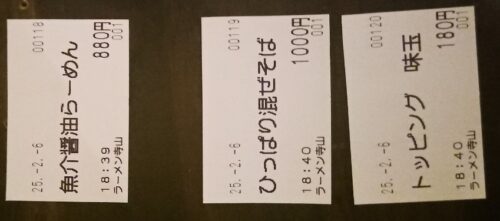 25.-2.-6 00118
魚介醤油らーめん
880円
18:39 001
ラーメン寺山
25.-2.-6 00119
ひっぱり混ぜそば
1000円
18:40 001
ラーメン寺山
25.-2.-6 00120
トッピング 味玉
180円
18:40 001
ラーメン寺山